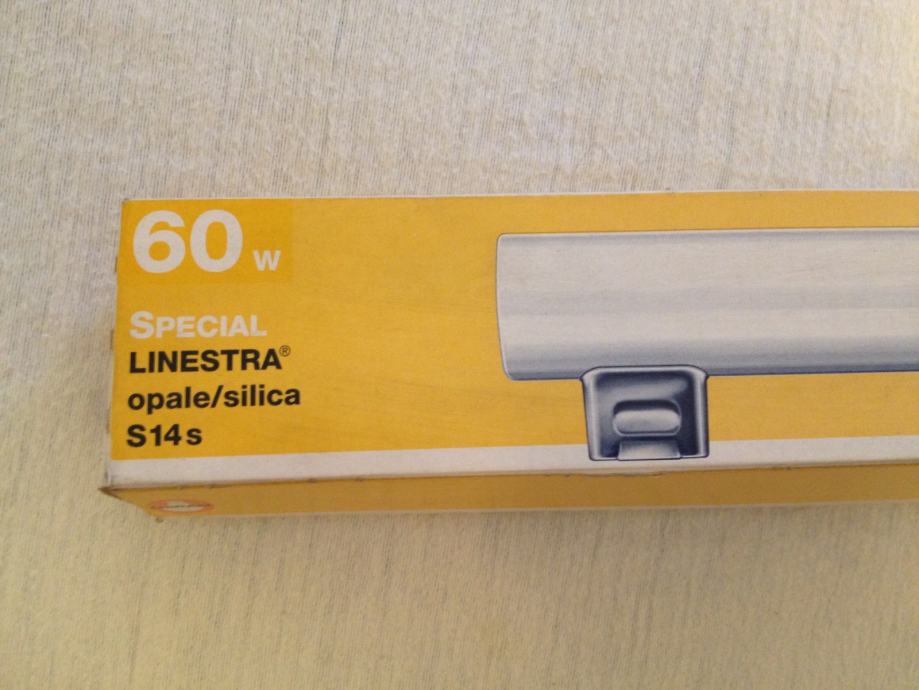 60 W
SPECIAL
LINESTRA®
opale/silica
S14s